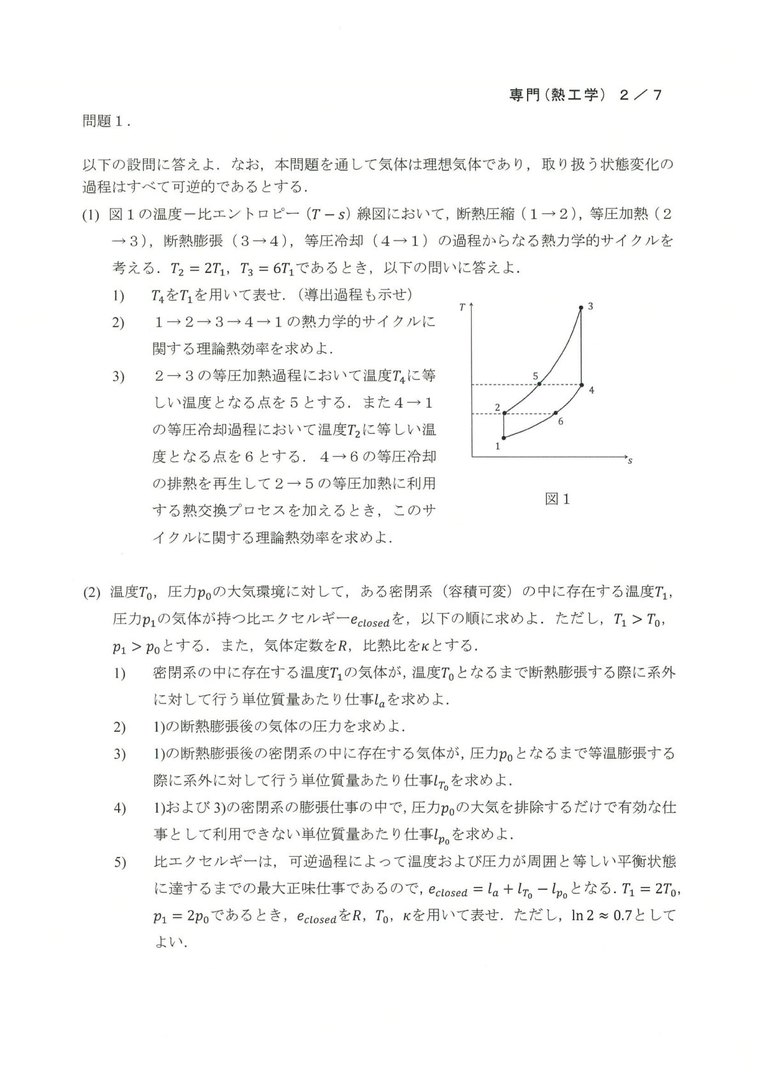 専門(熱工学) 2／7
問題１．
以下の設問に答えよ．なお，本問題を通して気体は理想気体であり，取り扱う状態変化の
過程はすべて可逆的であるとする．
(1) 図１の温度－比エントロピー（T－s）線図において，断熱圧縮（１→２），等圧加熱（２
→３），断熱膨張（３→４），等圧冷却（４→１）の過程からなる熱力学的サイクルを
考える．T₂ = 2T₁，T₃ = 6T₁であるとき，以下の問いに答えよ．
1) T₄をT₁を用いて表せ．（導出過程も示せ）
2) １→２→３→４→１の熱力学的サイクルに
関する理論熱効率を求めよ．
3) ２→３の等圧加熱過程において温度T₄に等
しい温度となる点を５とする．また４→１
の等圧冷却過程において温度T₂に等しい温
度となる点を６とする．４→６の等圧冷却
の排熱を再生して２→５の等圧加熱に利用
する熱交換プロセスを加えるとき，このサ
イクルに関する理論熱効率を求めよ．
T
3
5
4
2
6
1
s
図１
(2) 温度T₀，圧力p₀の大気環境に対して，ある密閉系（容積可変）の中に存在する温度T₁，
圧力p₁の気体が持つ比エクセルギーe_closedを，以下の順に求めよ．ただし，T₁ > T₀，
p₁ > p₀とする．また，気体定数をR，比熱比をκとする．
1) 密閉系の中に存在する温度T₁の気体が，温度T₀となるまで断熱膨張する際に系外
に対して行う単位質量あたり仕事lₐを求めよ．
2) 1)の断熱膨張後の気体の圧力を求めよ．
3) 1)の断熱膨張後の密閉系の中に存在する気体が，圧力p₀となるまで等温膨張する
際に系外に対して行う単位質量あたり仕事l_T₀を求めよ．
4) 1)および 3)の密閉系の膨張仕事の中で，圧力p₀の大気を排除するだけで有効な仕
事として利用できない単位質量あたり仕事l_p₀を求めよ．
5) 比エクセルギーは，可逆過程によって温度および圧力が周囲と等しい平衡状態
に達するまでの最大正味仕事であるので，e_closed = lₐ + l_T₀ − l_p₀となる．T₁ = 2T₀，
p₁ = 2p₀であるとき，e_closedをR，T₀，κを用いて表せ．ただし，ln 2 ≈ 0.7として
よい．